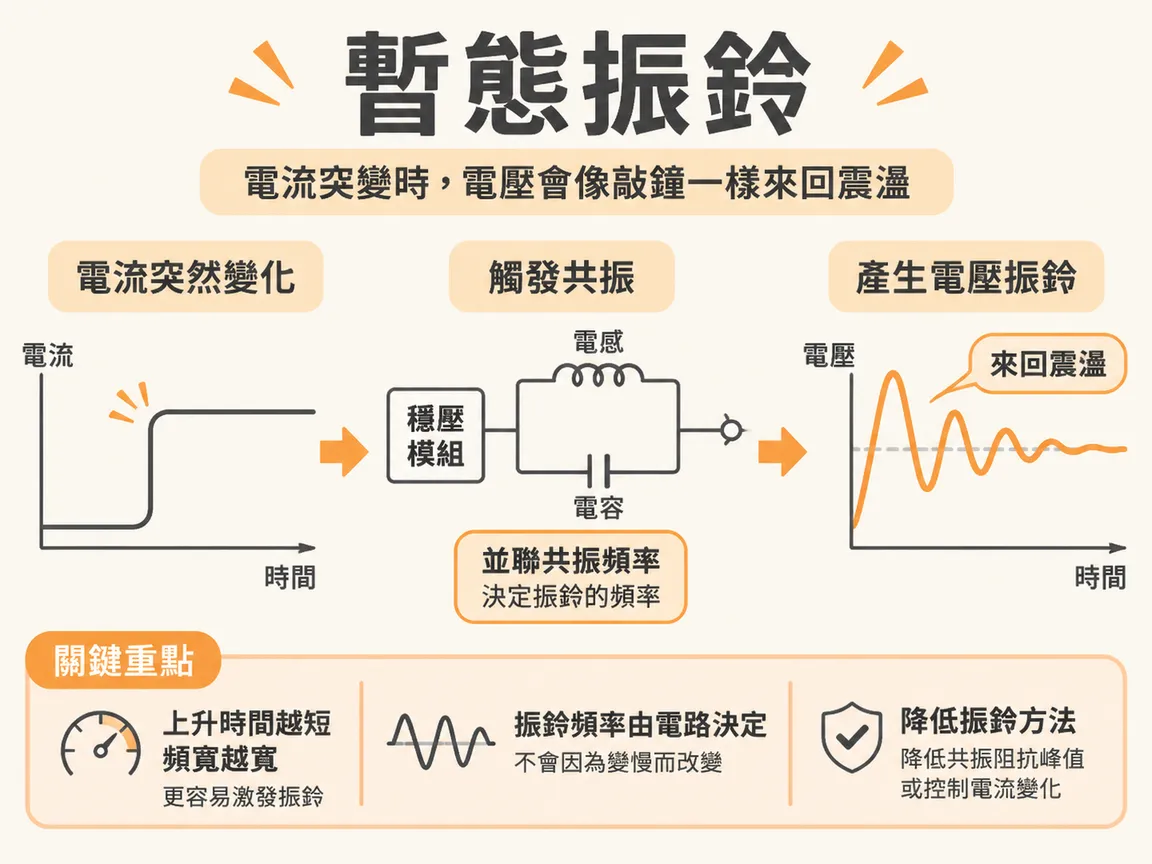 暫態振鈴
電流突變時，電壓會像敲鐘一樣來回震盪
電流突然變化
觸發共振
產生電壓振鈴
電流
時間
電感
穩壓
模組
電容
並聯共振頻率
決定振鈴的頻率
電壓
來回震盪
時間
關鍵重點
上升時間越短
頻寬越寬
更容易激發振鈴
振鈴頻率由電路決定
不會因為變慢而改變
降低振鈴方法
降低共振阻抗峰值
或控制電流變化